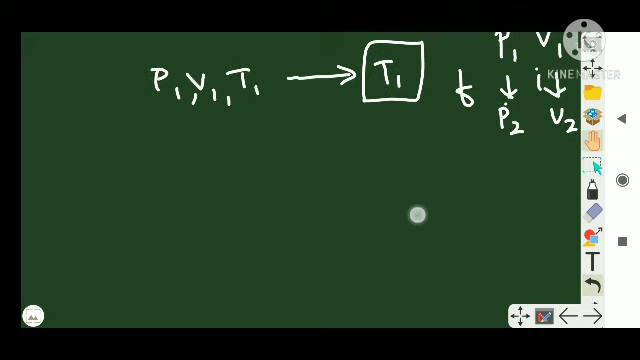 P₁ V₁
KINEMASTER
P₁, V₁, T₁ → T₁ & ↓ i ↓
P₂ V₂
T